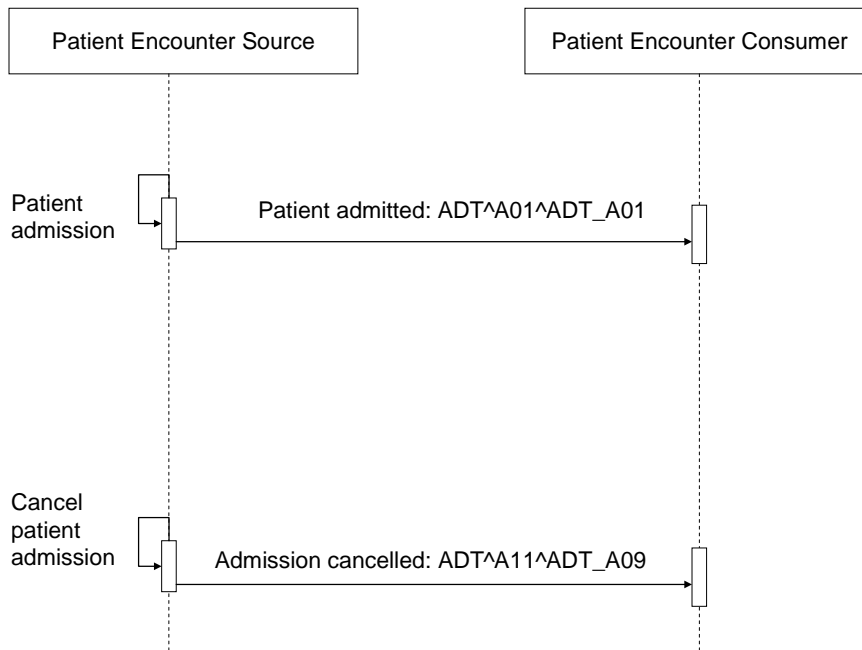 Patient Encounter Source
Patient Encounter Consumer
Patient
admission
Patient admitted: ADT^A01^ADT_A01
Cancel
patient
admission
Admission cancelled: ADT^A11^ADT_A09